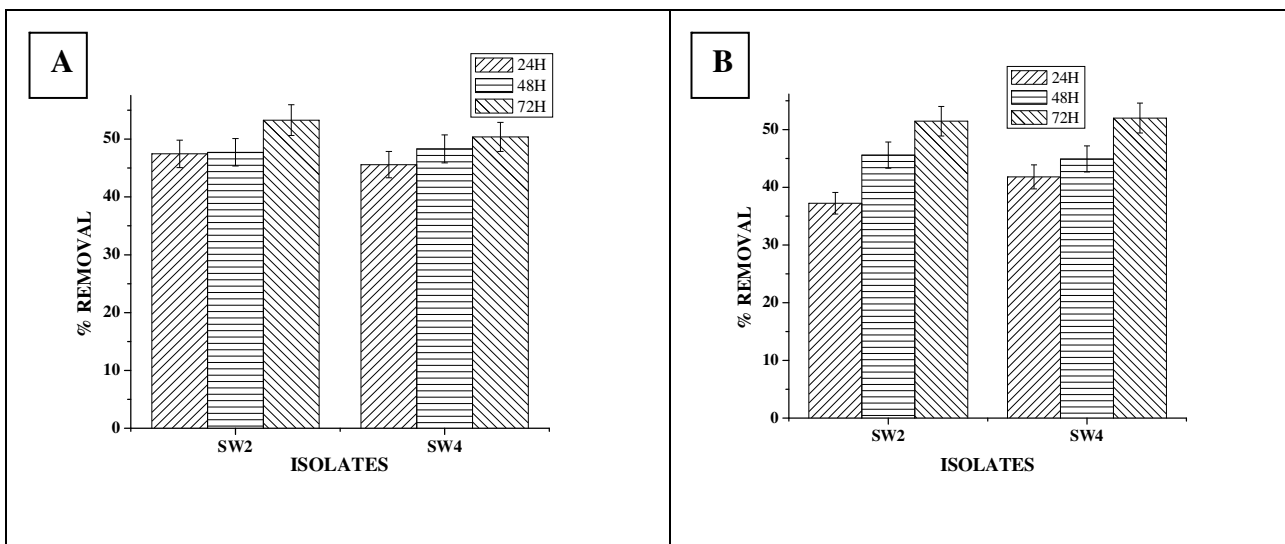 A
24H
48H
72H
50
40
30
20
10
0
% REMOVAL
SW2 SW4
ISOLATES
B
24H
48H
72H
50
40
30
20
10
0
% REMOVAL
SW2 SW4
ISOLATES